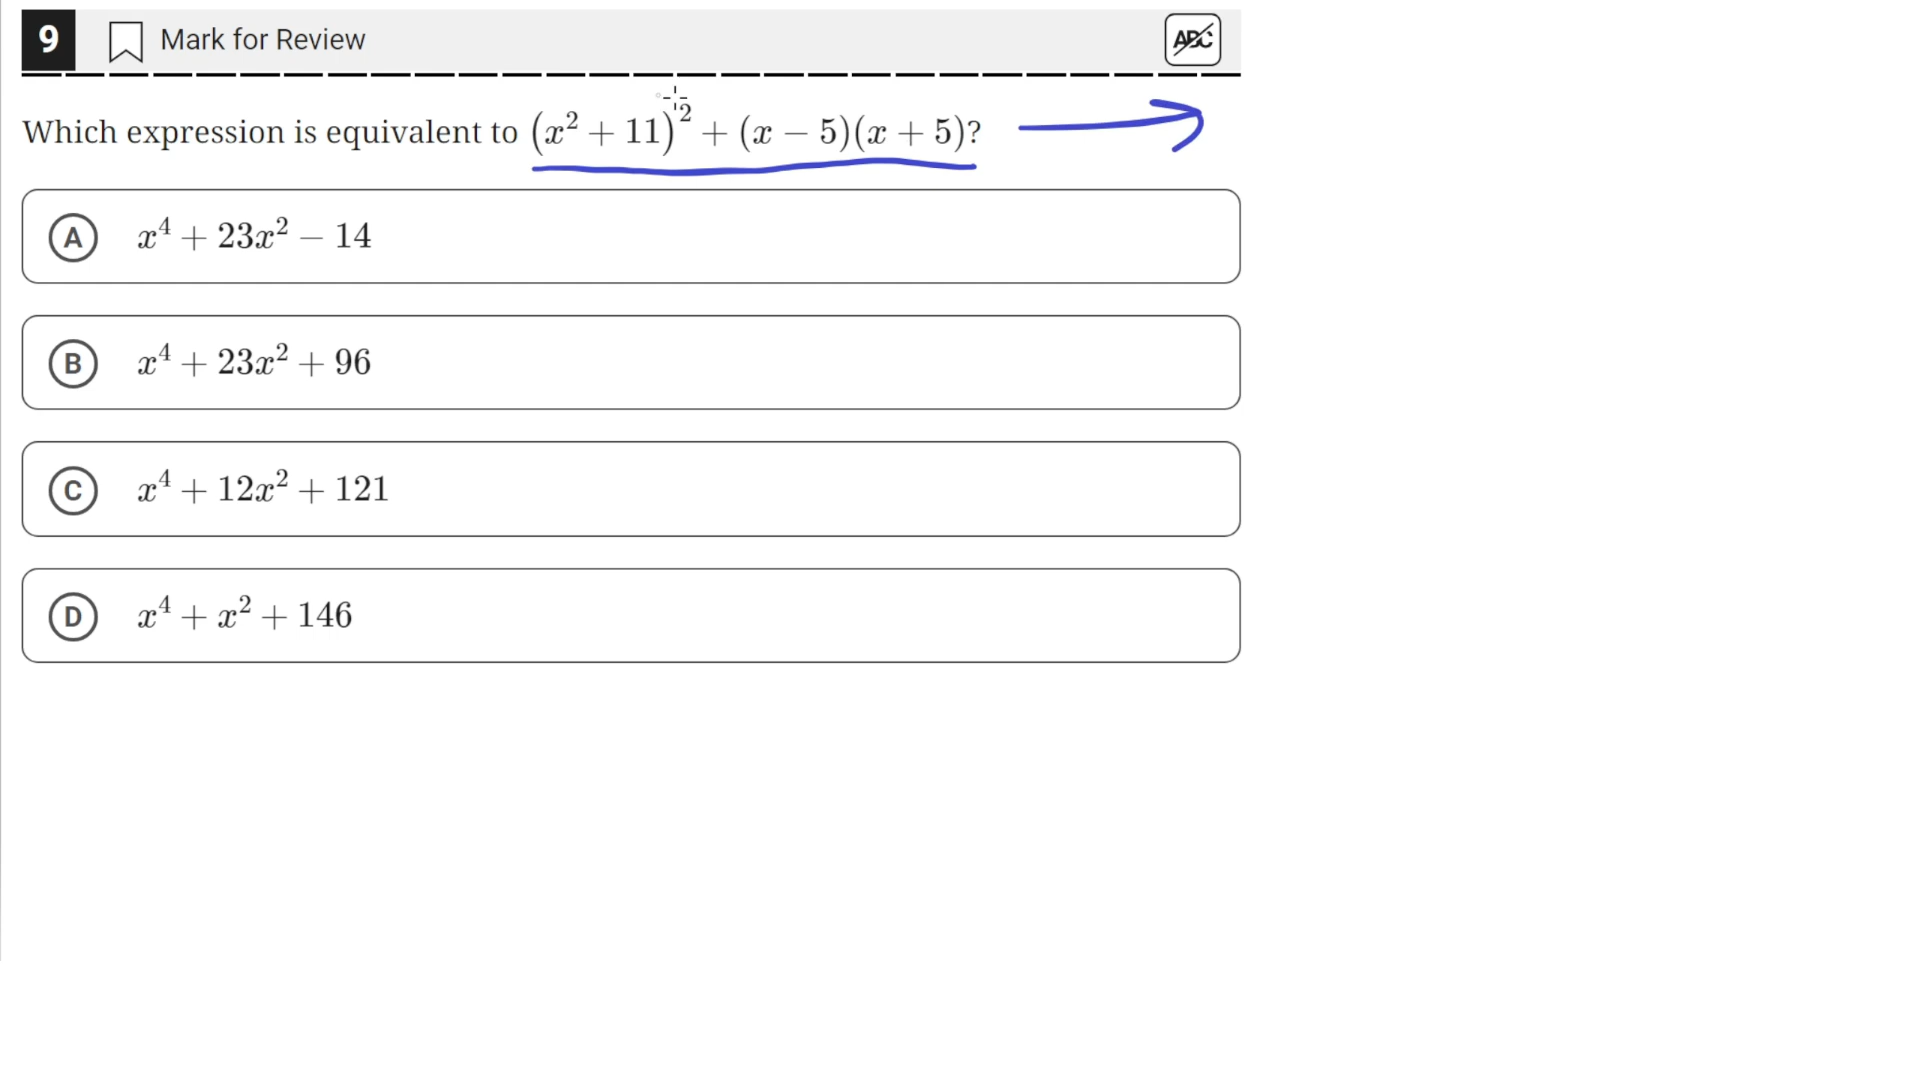 9 Mark for Review ABC
Which expression is equivalent to (x² + 11)² + (x − 5)(x + 5)?
A x⁴ + 23x² − 14
B x⁴ + 23x² + 96
C x⁴ + 12x² + 121
D x⁴ + x² + 146